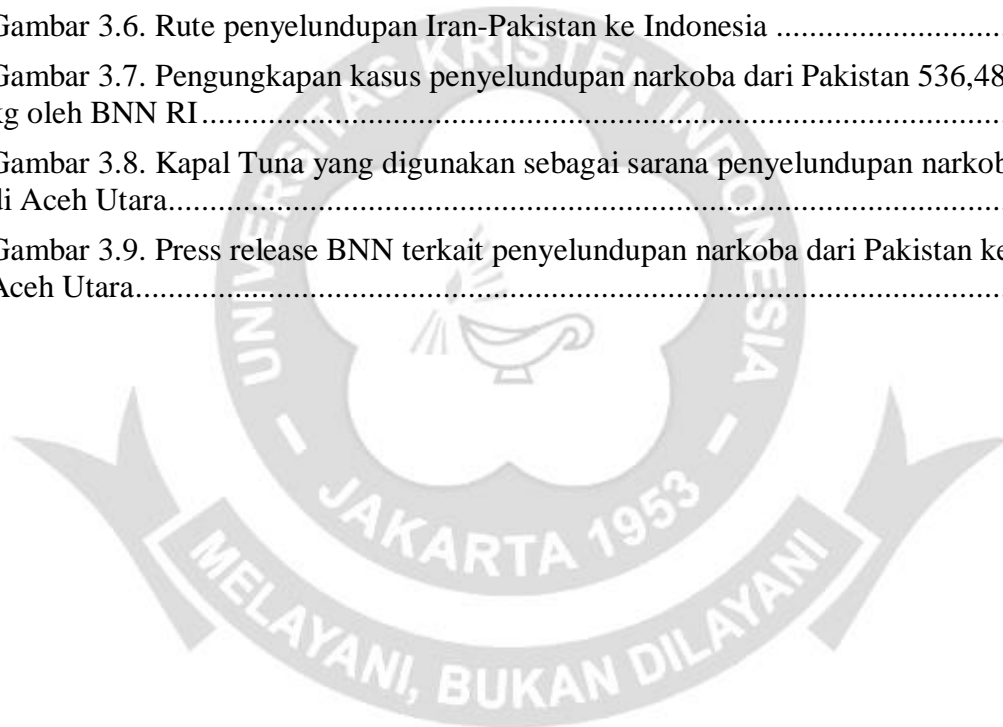 Gambar 3.6. Rute penyelundupan Iran-Pakistan ke Indonesia ...........................
Gambar 3.7. Pengungkapan kasus penyelundupan narkoba dari Pakistan 536,48
kg oleh BNN RI..............................................................................................
Gambar 3.8. Kapal Tuna yang digunakan sebagai sarana penyelundupan narkob
di Aceh Utara..................................................................................................
Gambar 3.9. Press release BNN terkait penyelundupan narkoba dari Pakistan ke
Aceh Utara......................................................................................................
UNIVERSITAS KRISTEN INDONESIA
- JAKARTA 1953 -
MELAYANI, BUKAN DILAYANI